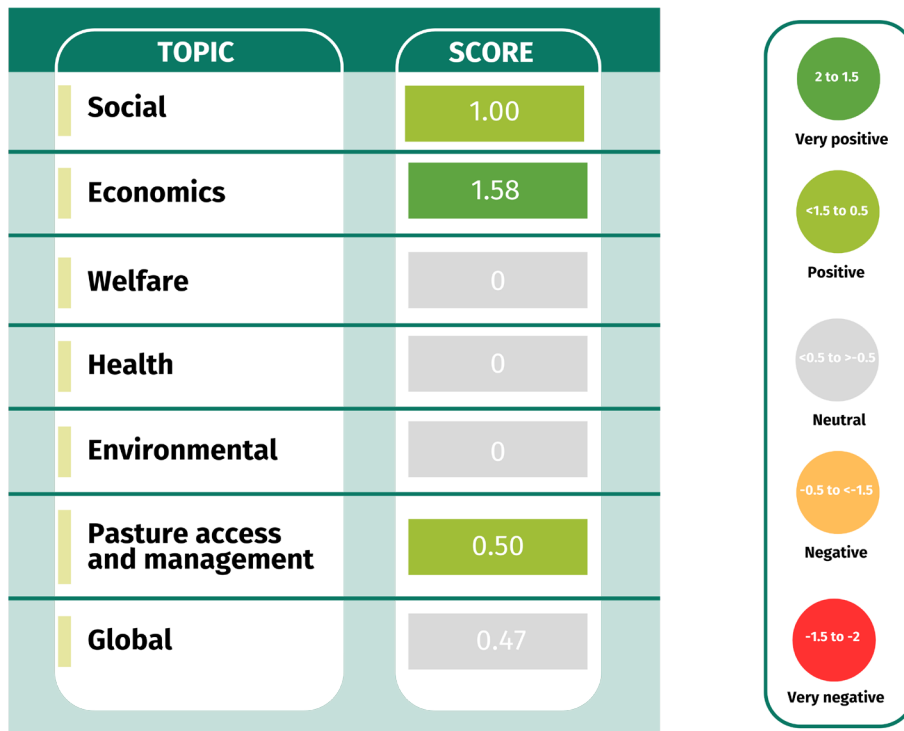 TOPIC SCORE
Social 1.00
Economics 1.58
Welfare 0
Health 0
Environmental 0
Pasture access
and management 0.50
Global 0.47
2 to 1.5
Very positive
<1.5 to 0.5
Positive
<0.5 to >-0.5
Neutral
-0.5 to <-1.5
Negative
-1.5 to -2
Very negative